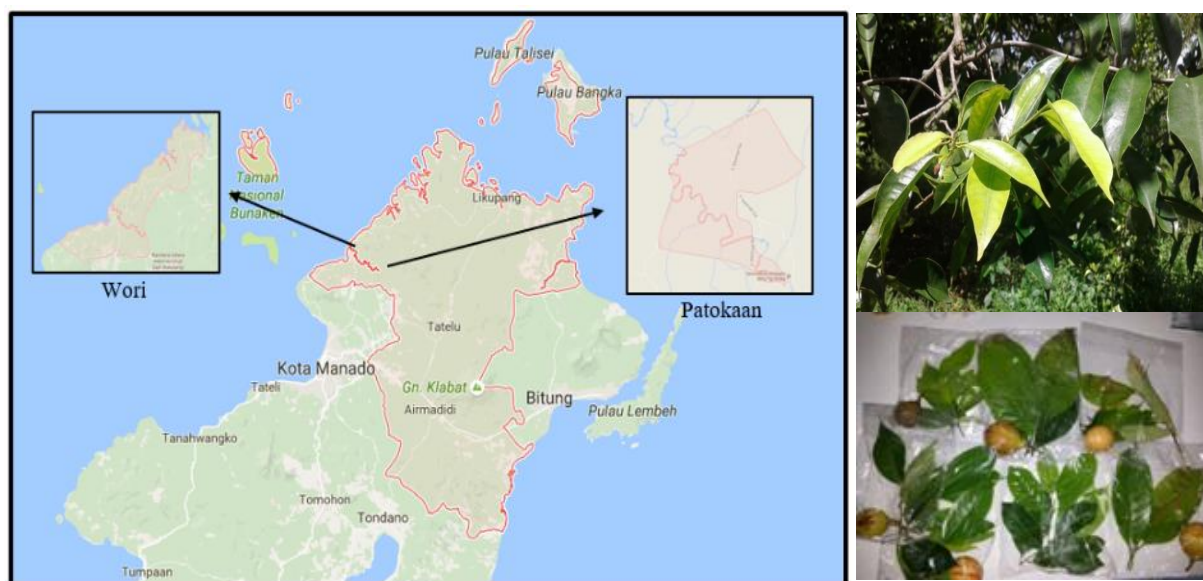 Pulau Talisei
Pulau Bangka
Taman
Nasional
Bunaken
Likupang
Wori
Patokaan
Tatelu
Kota Manado
Gn. Klabat
Tateli
Bitung
Airmadidi
Pulau Lembeh
Tanahwangko
Tomohon
Tondano
Tumpaan